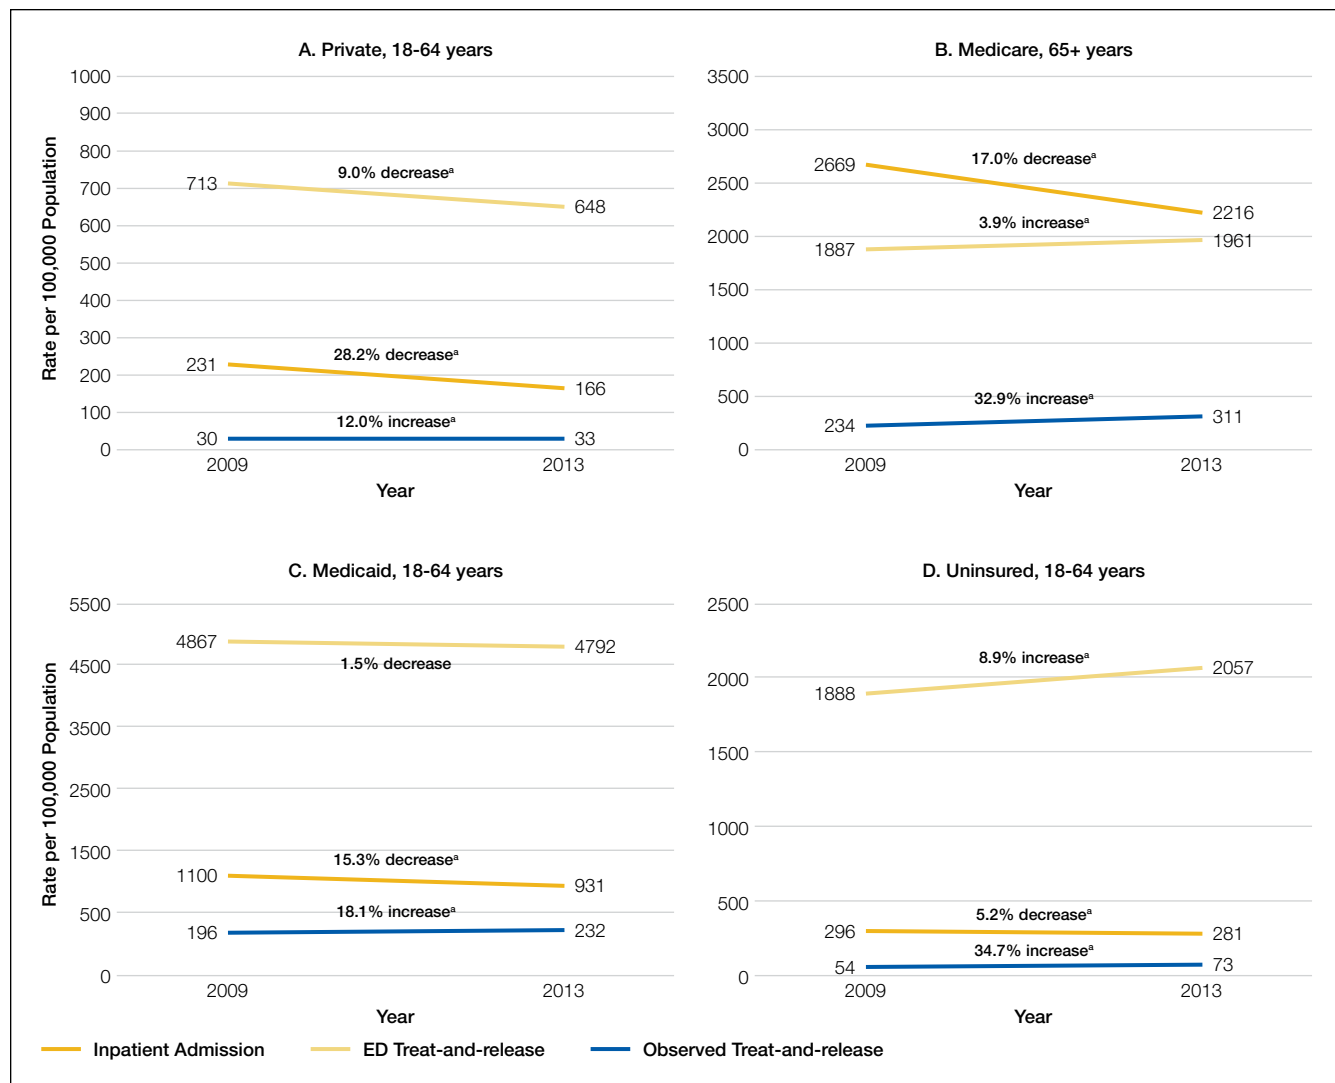 A. Private, 18-64 years
Rate per 100,000 Population
1000
900
800
700
600
500
400
300
200
100
0
713
9.0% decreaseª
648
231
28.2% decreaseª
166
30
12.0% increaseª
33
2009
2013
Year
B. Medicare, 65+ years
3500
3000
2500
2000
1500
1000
500
0
2669
17.0% decreaseª
2216
1887
3.9% increaseª
1961
234
32.9% increaseª
311
2009
2013
Year
C. Medicaid, 18-64 years
Rate per 100,000 Population
5500
4500
3500
2500
1500
500
0
4867
1.5% decrease
4792
1100
15.3% decreaseª
931
196
18.1% increaseª
232
2009
2013
Year
D. Uninsured, 18-64 years
2500
2000
1500
1000
500
0
1888
8.9% increaseª
2057
296
5.2% decreaseª
281
54
34.7% increaseª
73
2009
2013
Year
Inpatient Admission
ED Treat-and-release
Observed Treat-and-release